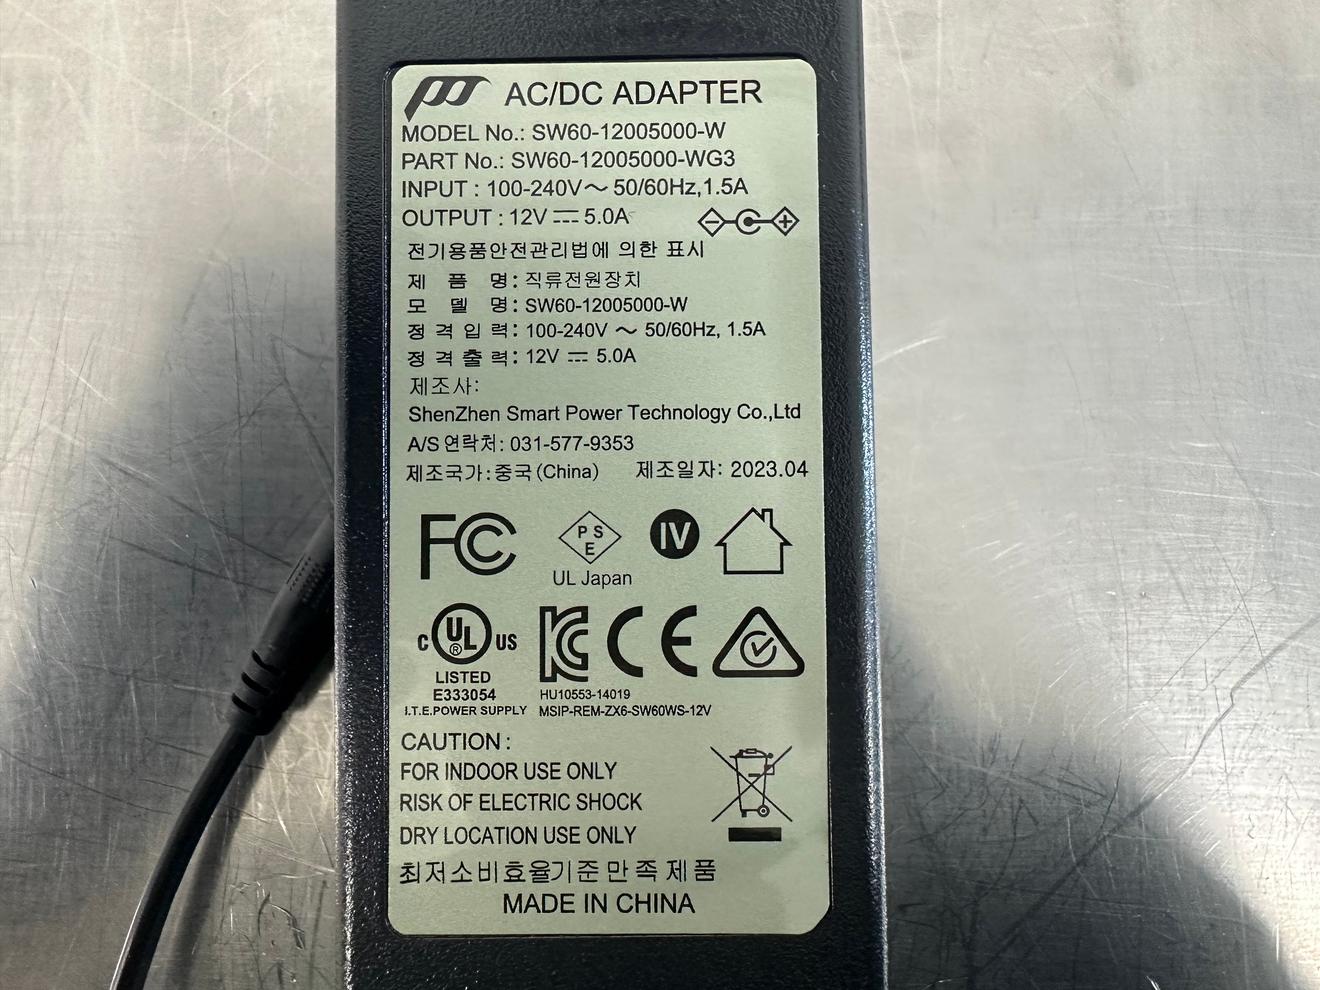 AC/DC ADAPTER
MODEL No.: SW60-12005000-W
PART No.: SW60-12005000-WG3
INPUT : 100-240V～ 50/60Hz,1.5A
OUTPUT : 12V ⎓ 5.0A
전기용품안전관리법에 의한 표시
제 품 명: 직류전원장치
모 델 명: SW60-12005000-W
정 격 입 력: 100-240V ～ 50/60Hz, 1.5A
정 격 출 력: 12V ⎓ 5.0A
제조사:
ShenZhen Smart Power Technology Co.,Ltd
A/S 연락처: 031-577-9353
제조국가:중국(China) 제조일자: 2023.04
FC
PS
E
IV
UL Japan
C UL ® US
KC CE
LISTED
E333054
I.T.E.POWER SUPPLY
HU10553-14019
MSIP-REM-ZX6-SW60WS-12V
CAUTION :
FOR INDOOR USE ONLY
RISK OF ELECTRIC SHOCK
DRY LOCATION USE ONLY
최저소비효율기준 만 족 제 품
MADE IN CHINA